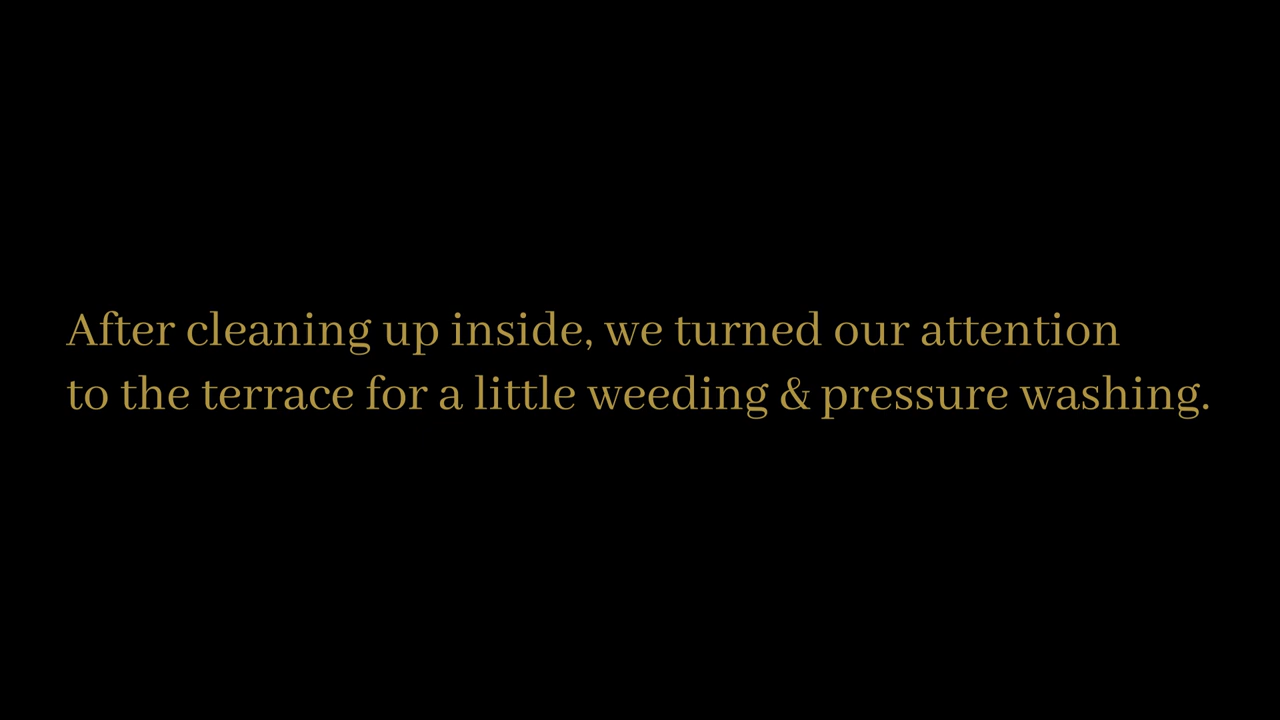 After cleaning up inside, we turned our attention
to the terrace for a little weeding & pressure washing.